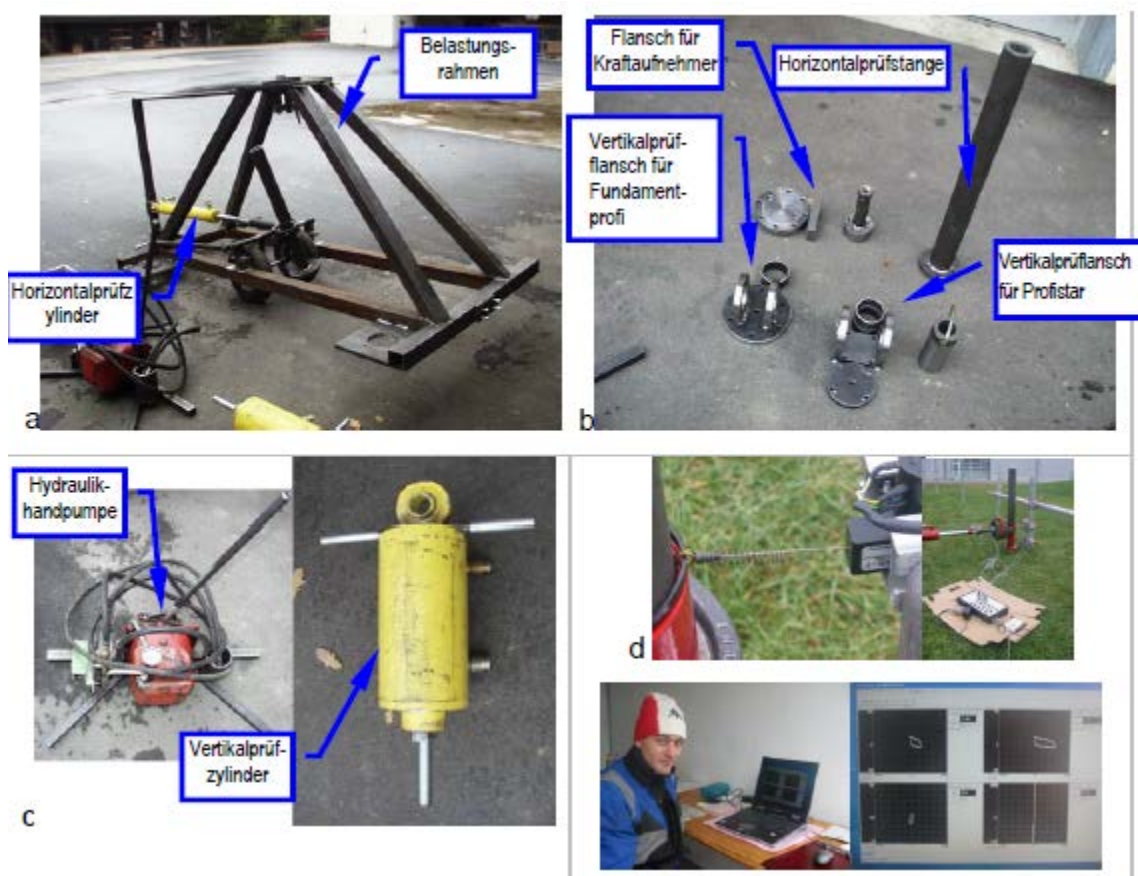 Belastungs-
rahmen
Horizontalprüfz
ylinder
a
Flansch für
Kraftaufnehmer
Horizontalprüfstange
Vertikalprüf-
flansch für
Fundament-
profi
Vertikalprüflansch
für Profistar
b
Hydraulik-
handpumpe
Vertikalprüf-
zylinder
c
d